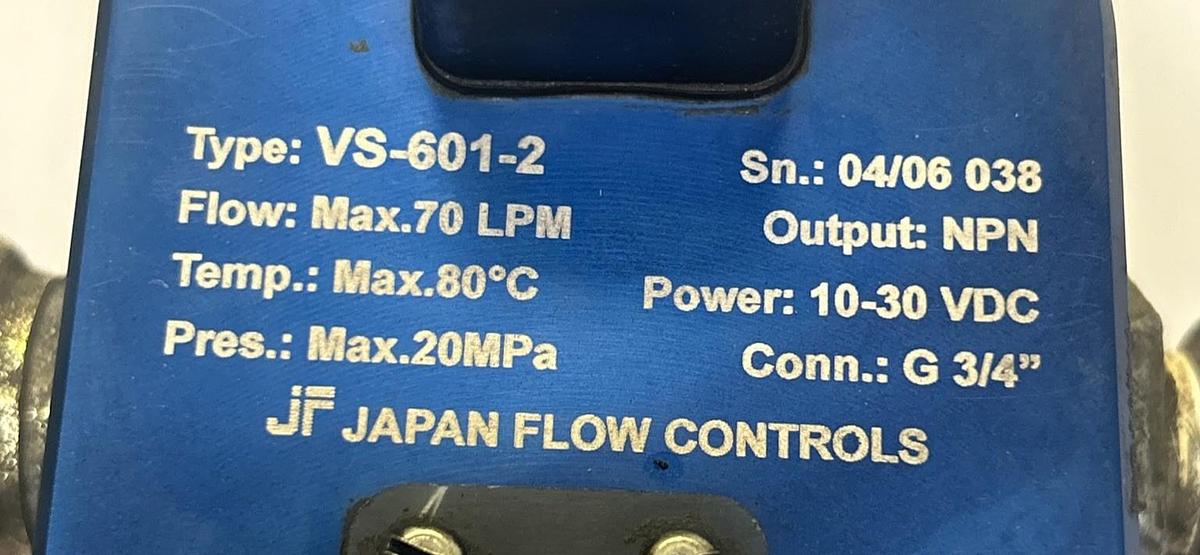 Type: VS-601-2
Flow: Max.70 LPM
Temp.: Max.80°C
Pres.: Max.20MPa
Sn.: 04/06 038
Output: NPN
Power: 10-30 VDC
Conn.: G 3/4”
JF JAPAN FLOW CONTROLS